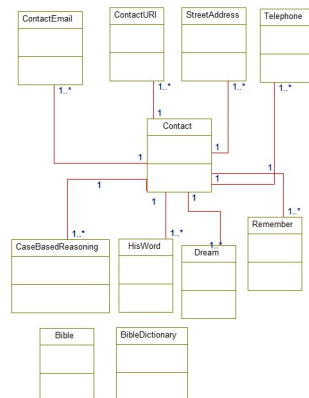 ContactEmail
ContactURI
StreetAddress
Telephone
1..*
1..*
1..*
1..*
1
Contact
1
1
1
1
1
1
1
1..*
1..*
1..*
1..*
CaseBasedReasoning
HisWord
Dream
Remember
Bible
BibleDictionary